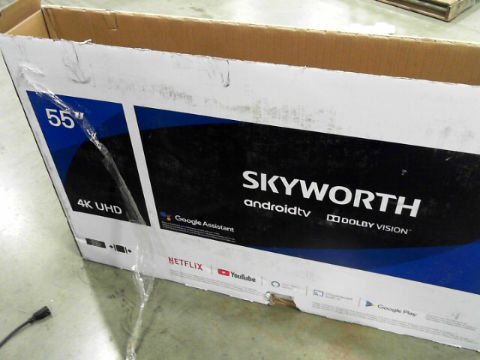 55"
4K UHD
SKYWORTH
androidtv
DOLBY VISION
Google Assistant
NETFLIX
YouTube
Google Play